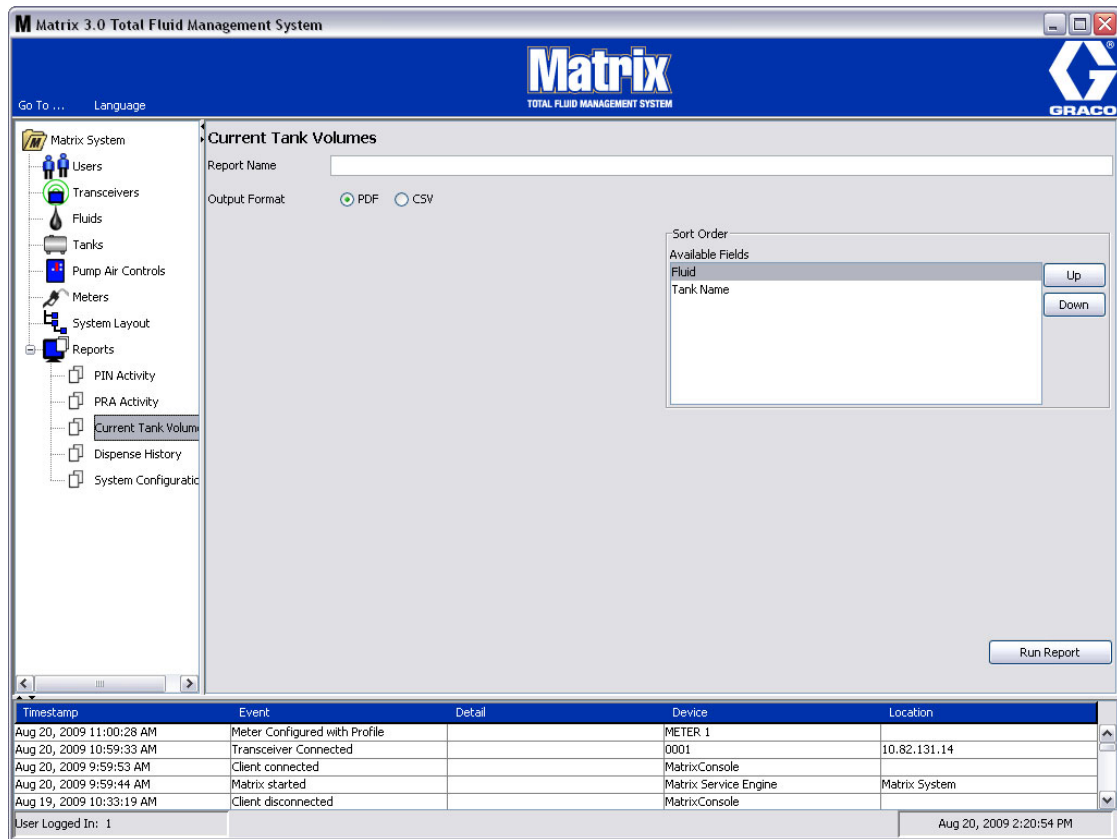 M Matrix 3.0 Total Fluid Management System
Matrix
TOTAL FLUID MANAGEMENT SYSTEM
®
GRACO
Go To ... Language
Matrix System
Users
Transceivers
Fluids
Tanks
Pump Air Controls
Meters
System Layout
Reports
PIN Activity
PRA Activity
Current Tank Volum
Dispense History
System Configuratio
Current Tank Volumes
Report Name
Output Format PDF CSV
Sort Order
Available Fields
Fluid
Tank Name
Up
Down
Run Report
Timestamp Event Detail Device Location
Aug 20, 2009 11:00:28 AM Meter Configured with Profile METER 1
Aug 20, 2009 10:59:33 AM Transceiver Connected 0001 10.82.131.14
Aug 20, 2009 9:59:53 AM Client connected MatrixConsole
Aug 20, 2009 9:59:44 AM Matrix started Matrix Service Engine Matrix System
Aug 19, 2009 10:33:19 AM Client disconnected MatrixConsole
User Logged In: 1 Aug 20, 2009 2:20:54 PM